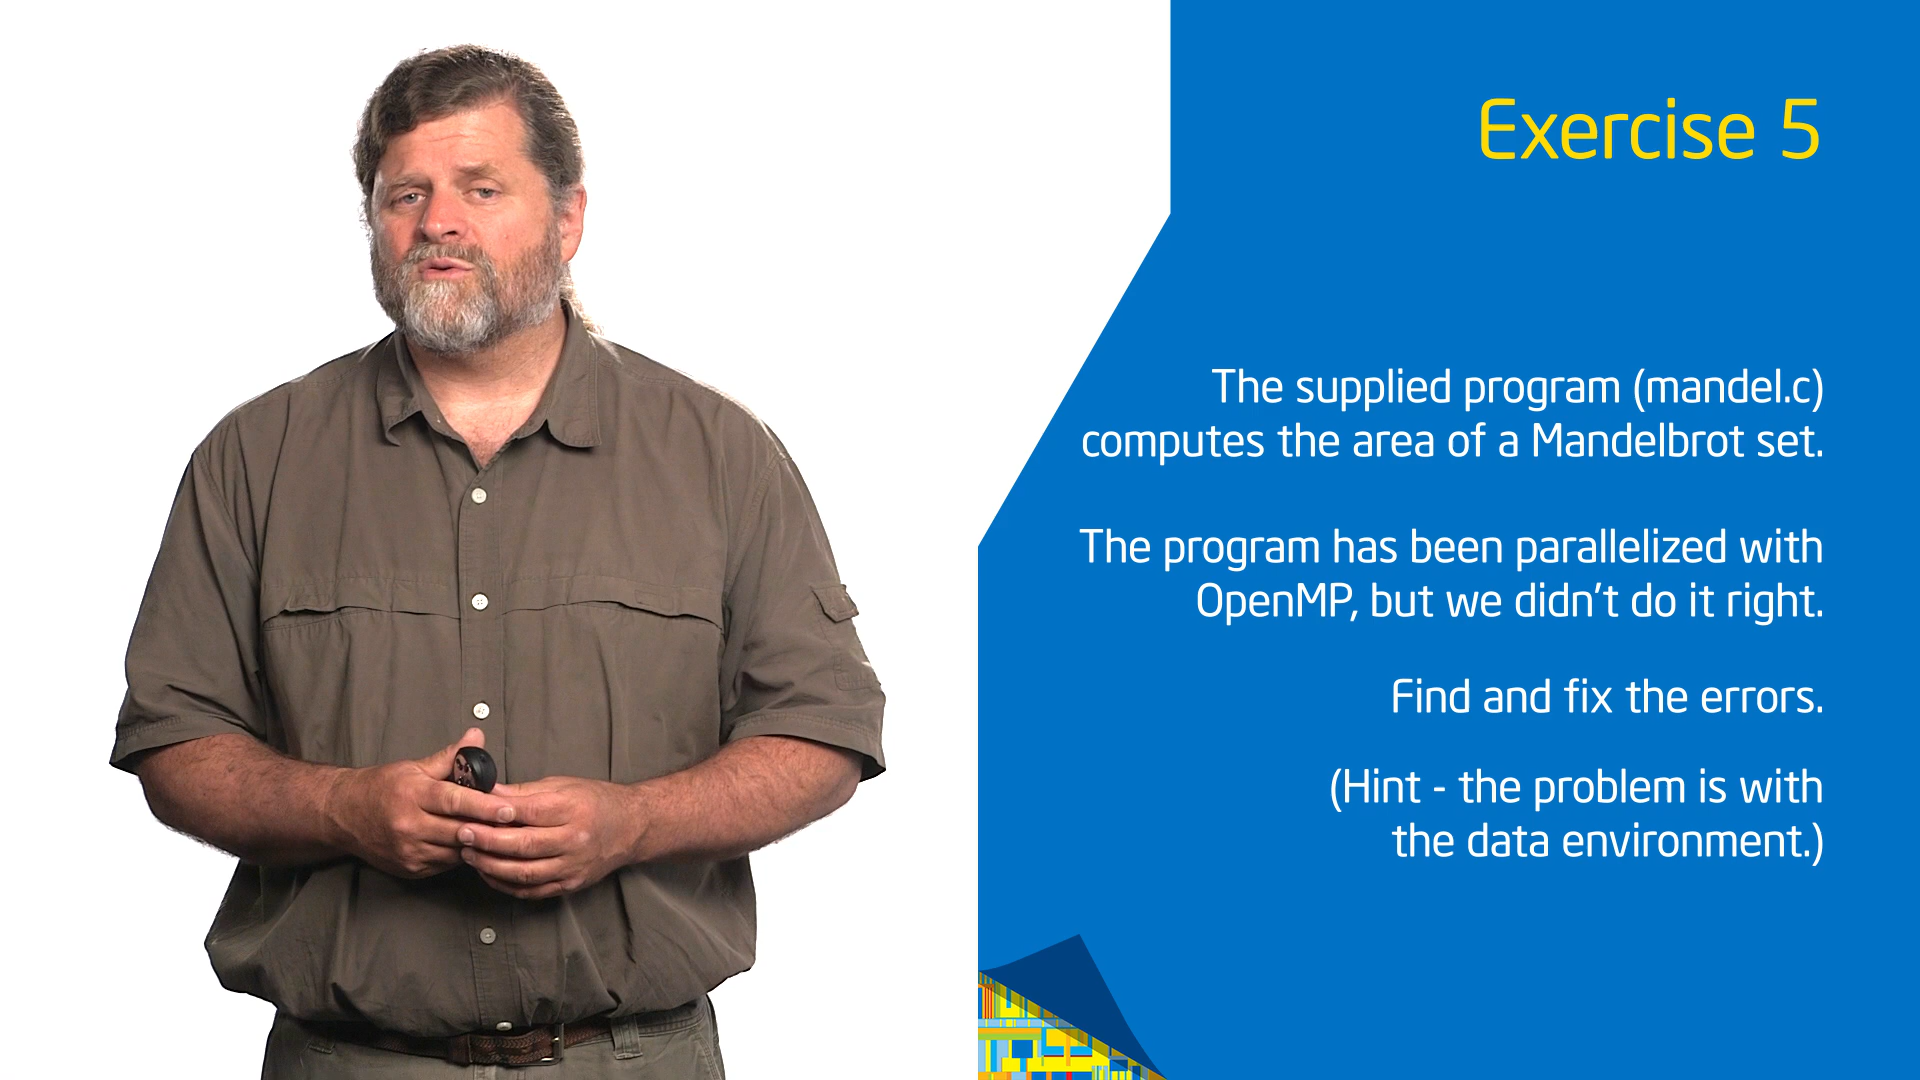 Exercise 5
The supplied program (mandel.c)
computes the area of a Mandelbrot set.
The program has been parallelized with
OpenMP, but we didn't do it right.
Find and fix the errors.
(Hint - the problem is with
the data environment.)